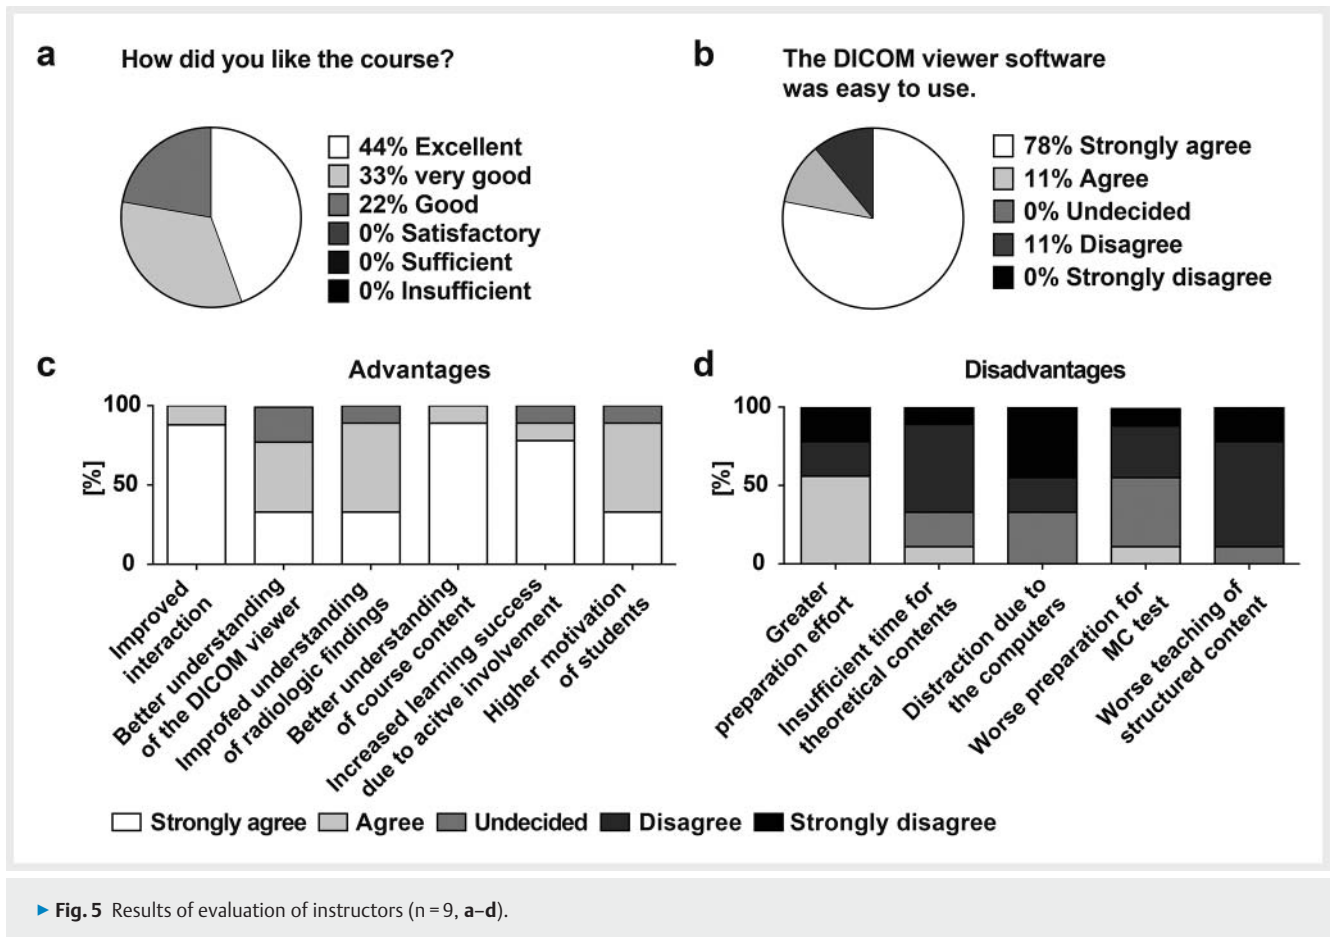 a
How did you like the course?
44% Excellent
33% very good
22% Good
0% Satisfactory
0% Sufficient
0% Insufficient
b
The DICOM viewer software
was easy to use.
78% Strongly agree
11% Agree
0% Undecided
11% Disagree
0% Strongly disagree
c
Advantages
[%]
100
50
0
Improved
interaction
Better understanding
of the DICOM viewer
Improfed understanding
of radiologic findings
Better understanding
of course content
Increased learning success
due to acitve involvement
Higher motivation
of students
d
Disadvantages
[%]
100
50
0
Greater
preparation effort
Insufficient time for
theoretical contents
Distraction due to
the computers
Worse preparation for
MC test
Worse teaching of
structured content
Strongly agree Agree Undecided Disagree Strongly disagree
▶ Fig. 5 Results of evaluation of instructors (n = 9, a–d).